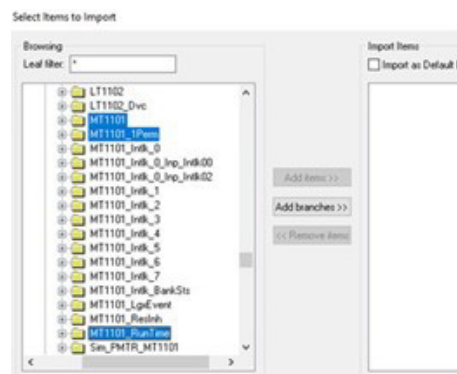 Select Items to Import
Browsing
Leaf filter: *
LT1102
LT1102_Dvc
MT1101
MT1101_1Perm
MT1101_Intlk_0
MT1101_Intlk_0_Inp_Intlk00
MT1101_Intlk_0_Inp_Intlk02
MT1101_Intlk_1
MT1101_Intlk_2
MT1101_Intlk_3
MT1101_Intlk_4
MT1101_Intlk_5
MT1101_Intlk_6
MT1101_Intlk_7
MT1101_Intlk_BankSts
MT1101_LgxEvent
MT1101_ResInh
MT1101_RunTime
Sim_PMTR_MT1101
Add items >>
Add branches >>
<< Remove items
Import Items
Import as Default